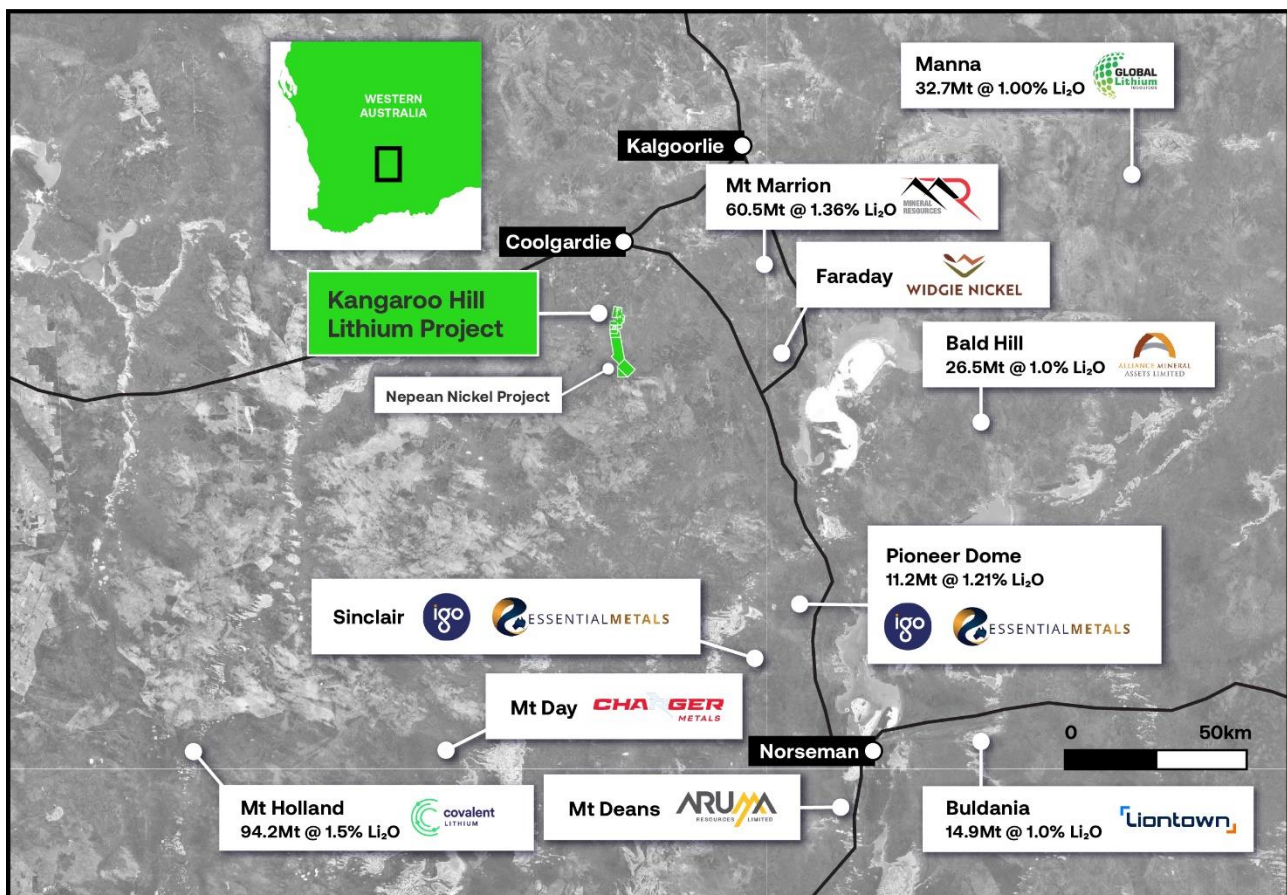 WESTERN
AUSTRALIA
Manna
32.7Mt @ 1.00% Li₂O
GLOBAL
Lithium
RESOURCES
Kalgoorlie
Mt Marrion
60.5Mt @ 1.36% Li₂O
MINERAL
RESOURCES
Coolgardie
Faraday
WIDGIE NICKEL
Kangaroo Hill
Lithium Project
Bald Hill
26.5Mt @ 1.0% Li₂O
ALLIANCE MINERAL
ASSETS LIMITED
Nepean Nickel Project
Pioneer Dome
11.2Mt @ 1.21% Li₂O
igo
ESSENTIALMETALS
Sinclair
igo
ESSENTIALMETALS
Mt Day
CHARGER
METALS
Norseman
0 50km
Mt Holland
94.2Mt @ 1.5% Li₂O
covalent
LITHIUM
Mt Deans
ARUMA
RESOURCES LIMITED
Buldania
14.9Mt @ 1.0% Li₂O
Liontown